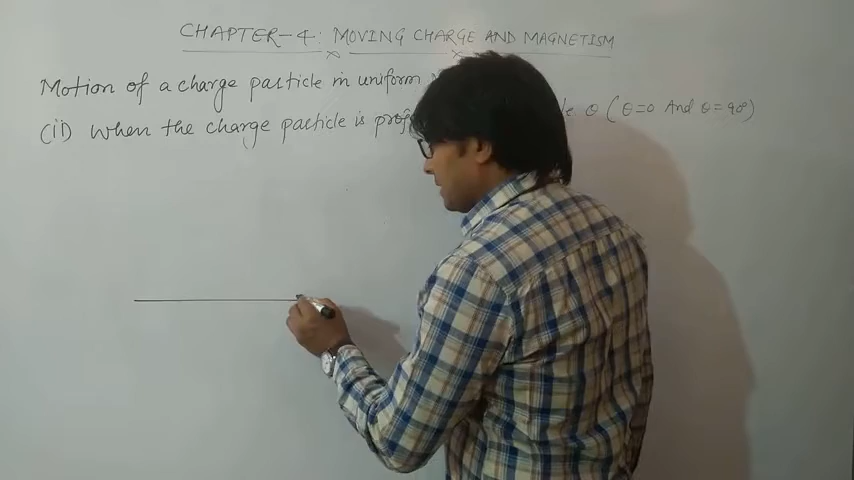 CHAPTER-4: MOVING CHARGE AND MAGNETISM
Motion of a charge particle in uniform
(ii) When the charge particle is θ (θ=0 And θ=90°)